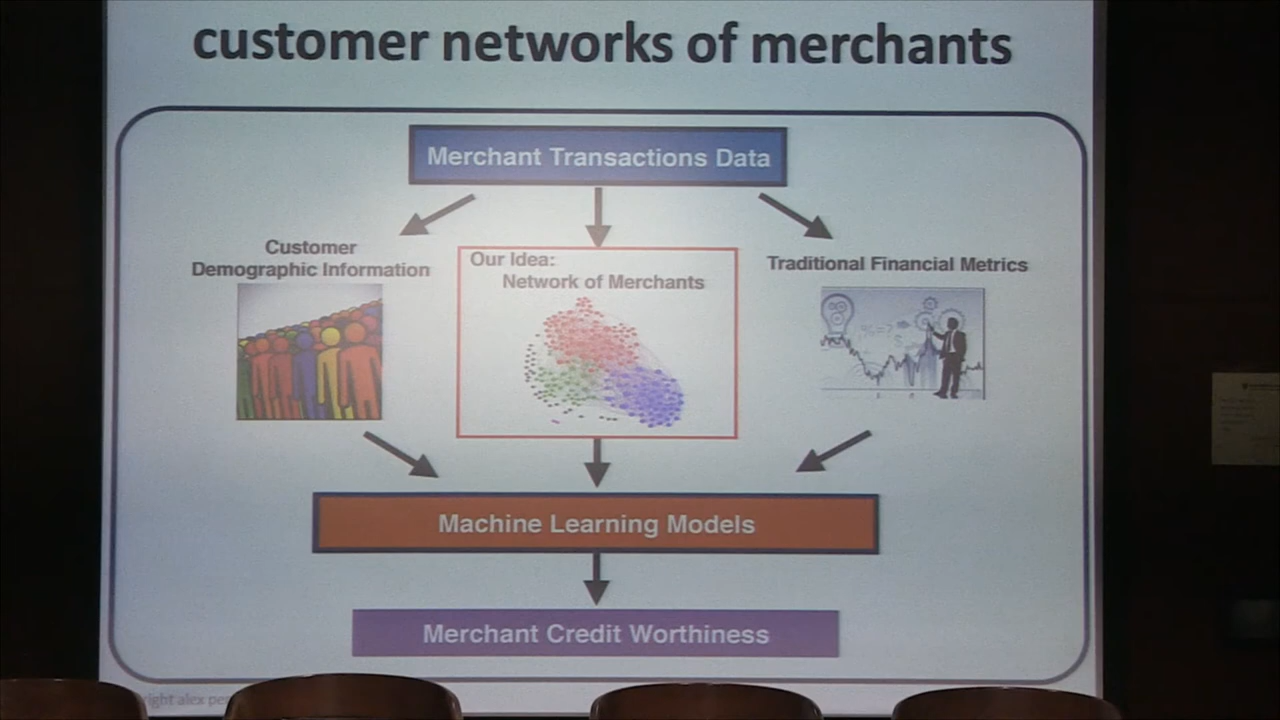 customer networks of merchants
Merchant Transactions Data
Customer
Demographic Information
Our Idea:
Network of Merchants
Traditional Financial Metrics
Machine Learning Models
Merchant Credit Worthiness
alex